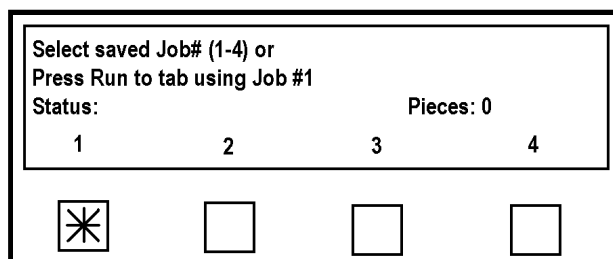 Select saved Job# (1-4) or
Press Run to tab using Job #1
Status: Pieces: 0
1 2 3 4